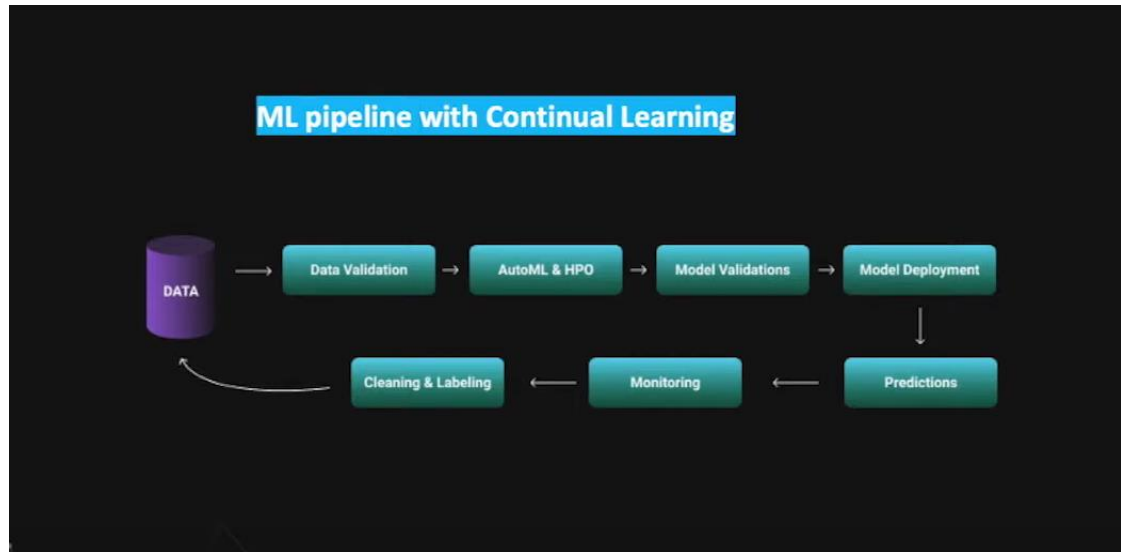 ML pipeline with Continual Learning
DATA
Data Validation
AutoML & HPO
Model Validations
Model Deployment
Cleaning & Labeling
Monitoring
Predictions